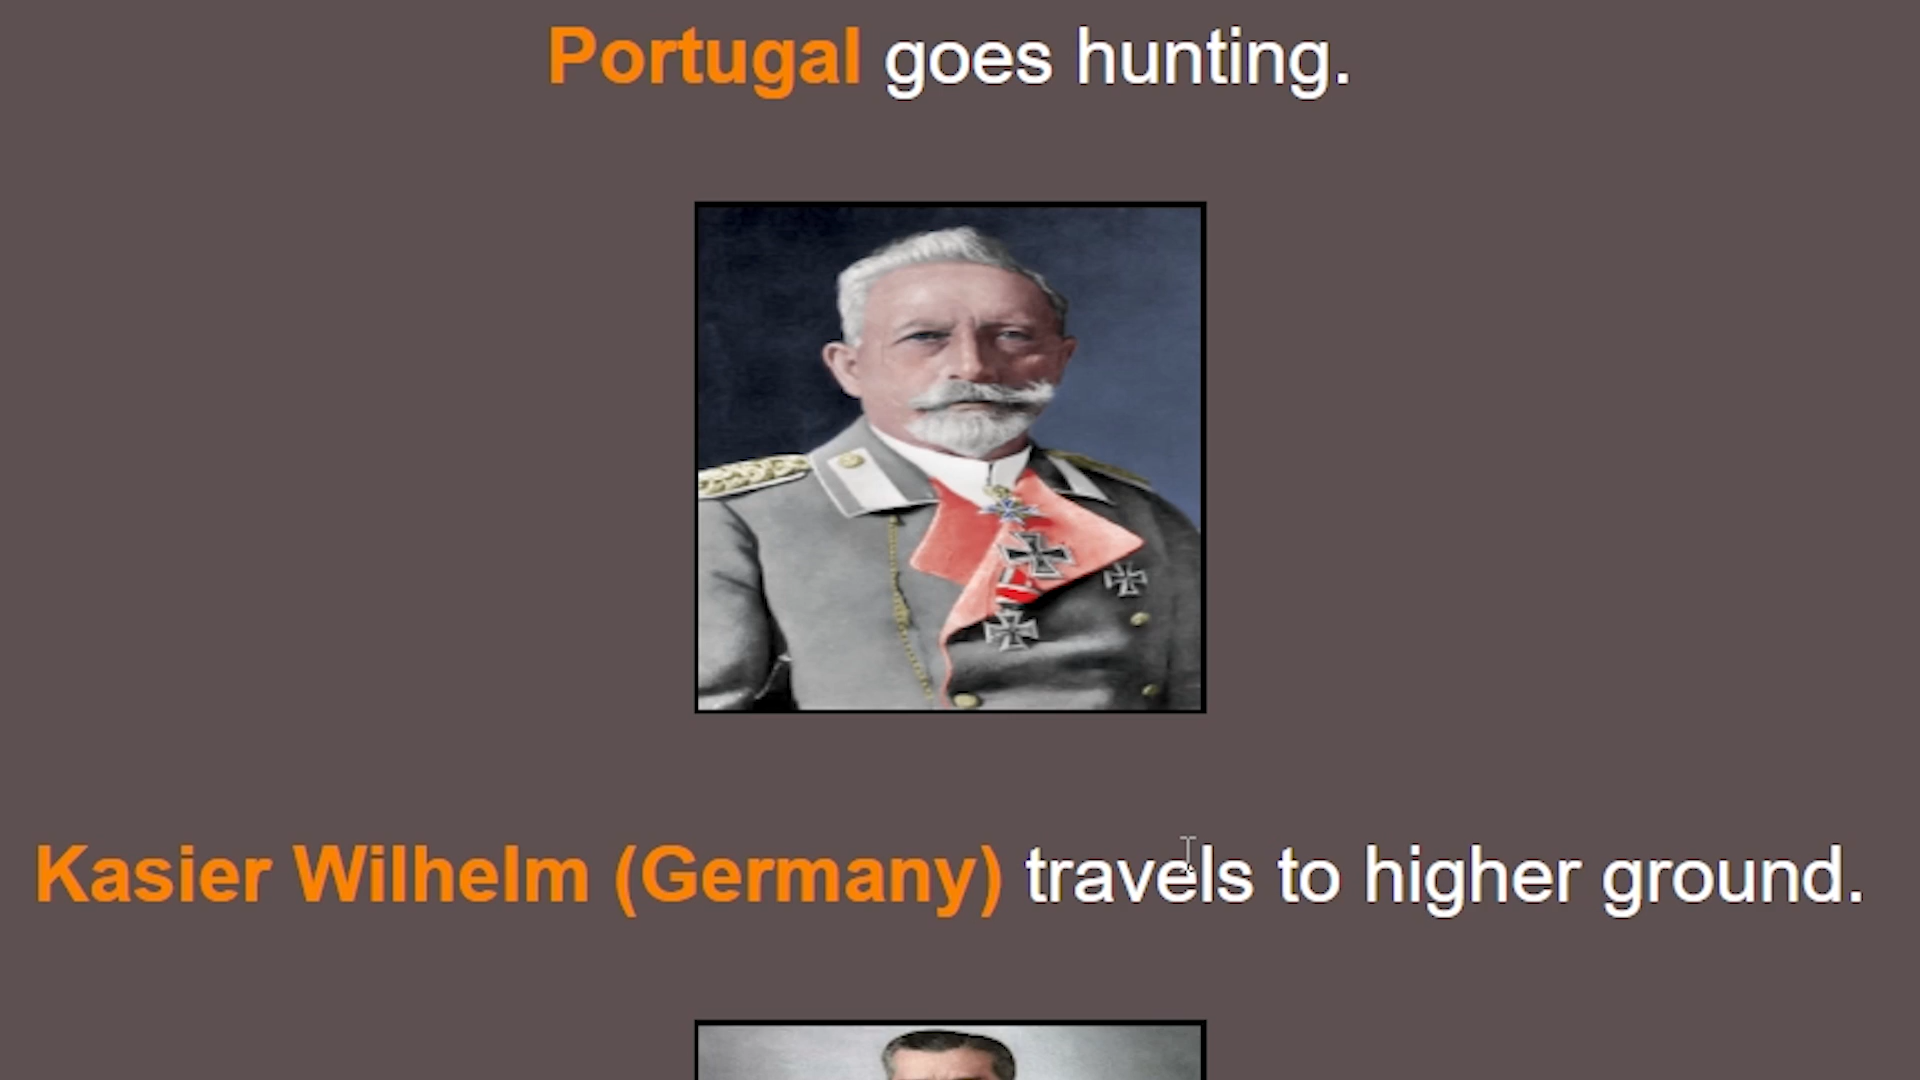 Portugal goes hunting.
Kasier Wilhelm (Germany) travels to higher ground.